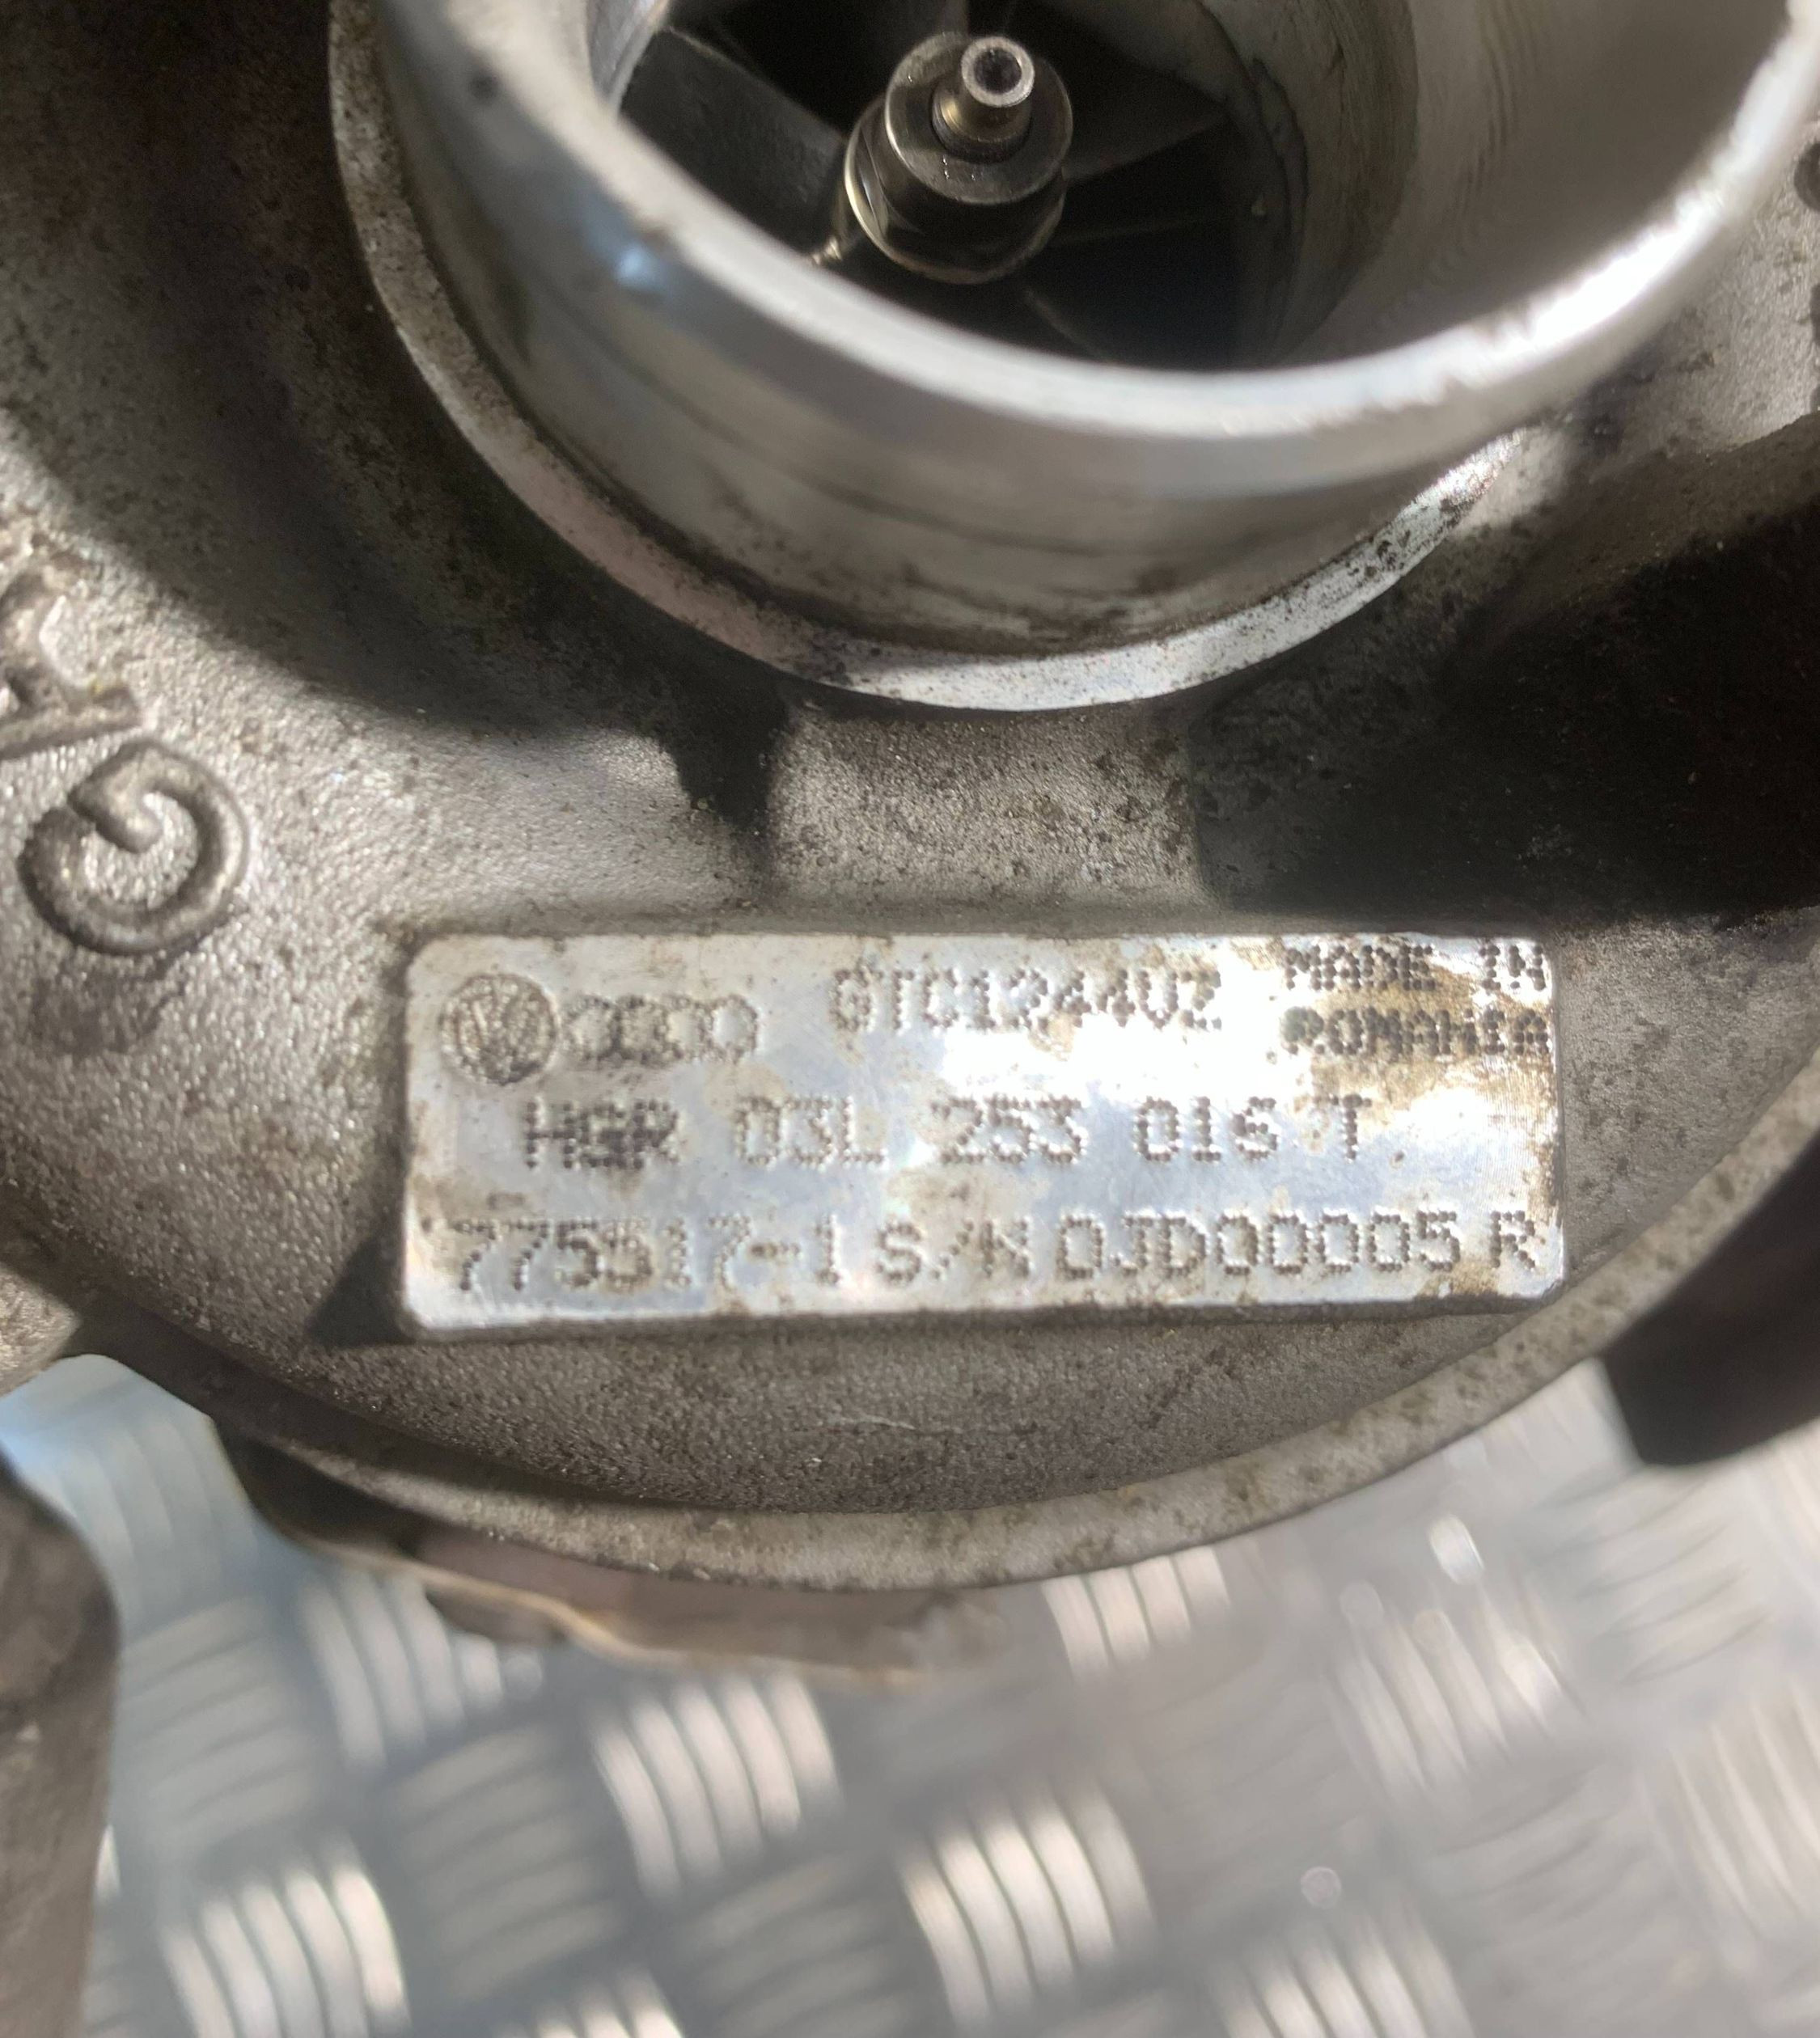 GTC1244VZ MADE IN
ROMANIA
HGR 03L 253 016 T
775517-1 S/N 0JD00005 R
G